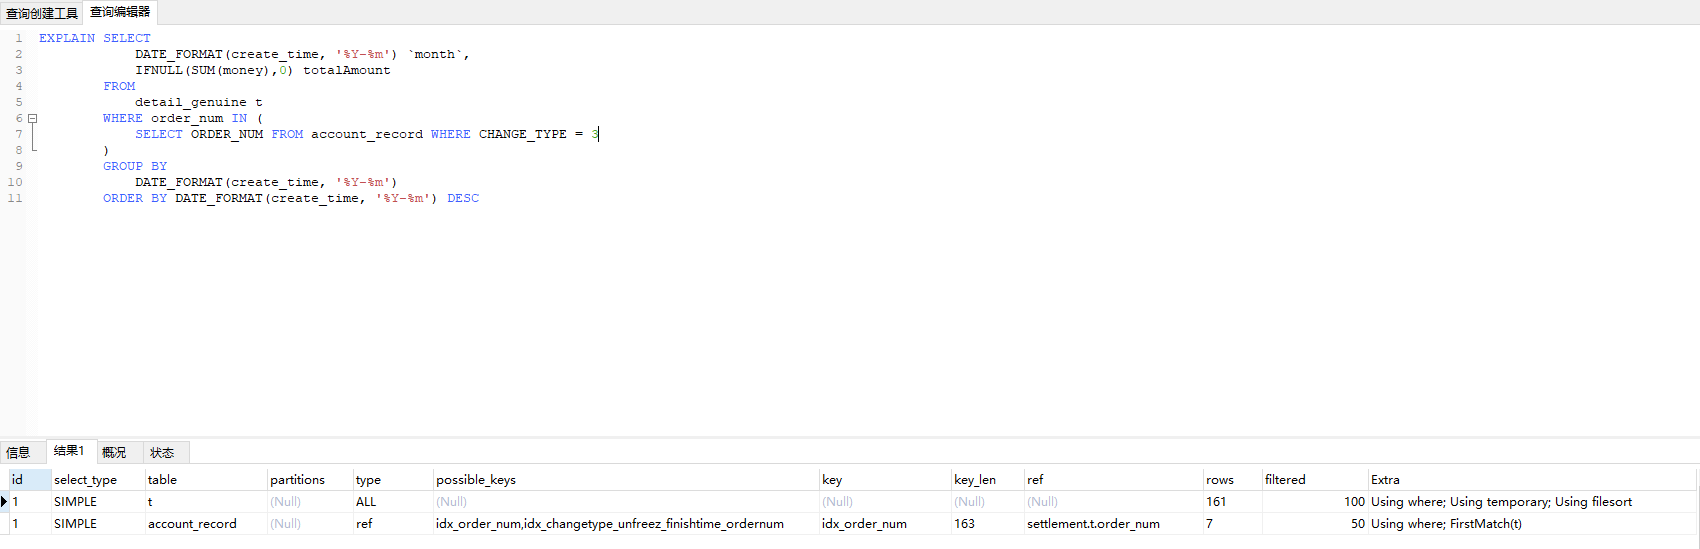 查询创建工具 查询编辑器
1 EXPLAIN SELECT
2 DATE_FORMAT(create_time, '%Y-%m') `month`,
3 IFNULL(SUM(money),0) totalAmount
4 FROM
5 detail_genuine t
6 WHERE order_num IN (
7 SELECT ORDER_NUM FROM account_record WHERE CHANGE_TYPE = 3
8 )
9 GROUP BY
10 DATE_FORMAT(create_time, '%Y-%m')
11 ORDER BY DATE_FORMAT(create_time, '%Y-%m') DESC
信息 结果1 概况 状态
id select_type table partitions type possible_keys key key_len ref rows filtered Extra
1 SIMPLE t (Null) ALL (Null) (Null) (Null) (Null) 161 100 Using where; Using temporary; Using filesort
1 SIMPLE account_record (Null) ref idx_order_num,idx_changetype_unfreez_finishtime_ordernum idx_order_num 163 settlement.t.order_num 7 50 Using where; FirstMatch(t)